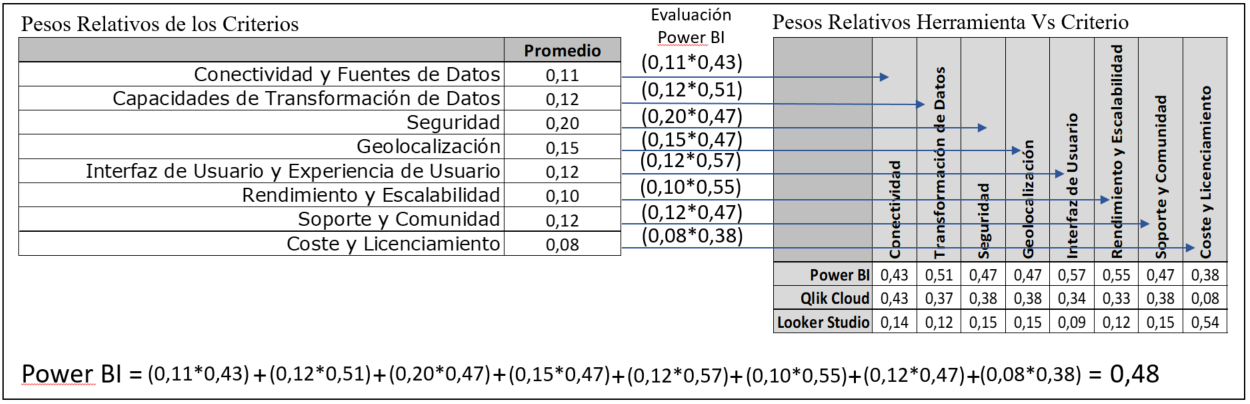 Pesos Relativos de los Criterios
Promedio
Conectividad y Fuentes de Datos 0,11
Capacidades de Transformación de Datos 0,12
Seguridad 0,20
Geolocalización 0,15
Interfaz de Usuario y Experiencia de Usuario 0,12
Rendimiento y Escalabilidad 0,10
Soporte y Comunidad 0,12
Coste y Licenciamiento 0,08
Evaluación
Power BI
(0,11*0,43)
(0,12*0,51)
(0,20*0,47)
(0,15*0,47)
(0,12*0,57)
(0,10*0,55)
(0,12*0,47)
(0,08*0,38)
Pesos Relativos Herramienta Vs Criterio
Conectividad
Transformación de Datos
Seguridad
Geolocalización
Interfaz de Usuario
Rendimiento y Escalabilidad
Soporte y Comunidad
Coste y Licenciamiento
Power BI 0,43 0,51 0,47 0,47 0,57 0,55 0,47 0,38
Qlik Cloud 0,43 0,37 0,38 0,38 0,34 0,33 0,38 0,08
Looker Studio 0,14 0,12 0,15 0,15 0,09 0,12 0,15 0,54
Power BI = (0,11*0,43)+(0,12*0,51)+(0,20*0,47)+(0,15*0,47)+(0,12*0,57)+(0,10*0,55)+(0,12*0,47)+(0,08*0,38) = 0,48